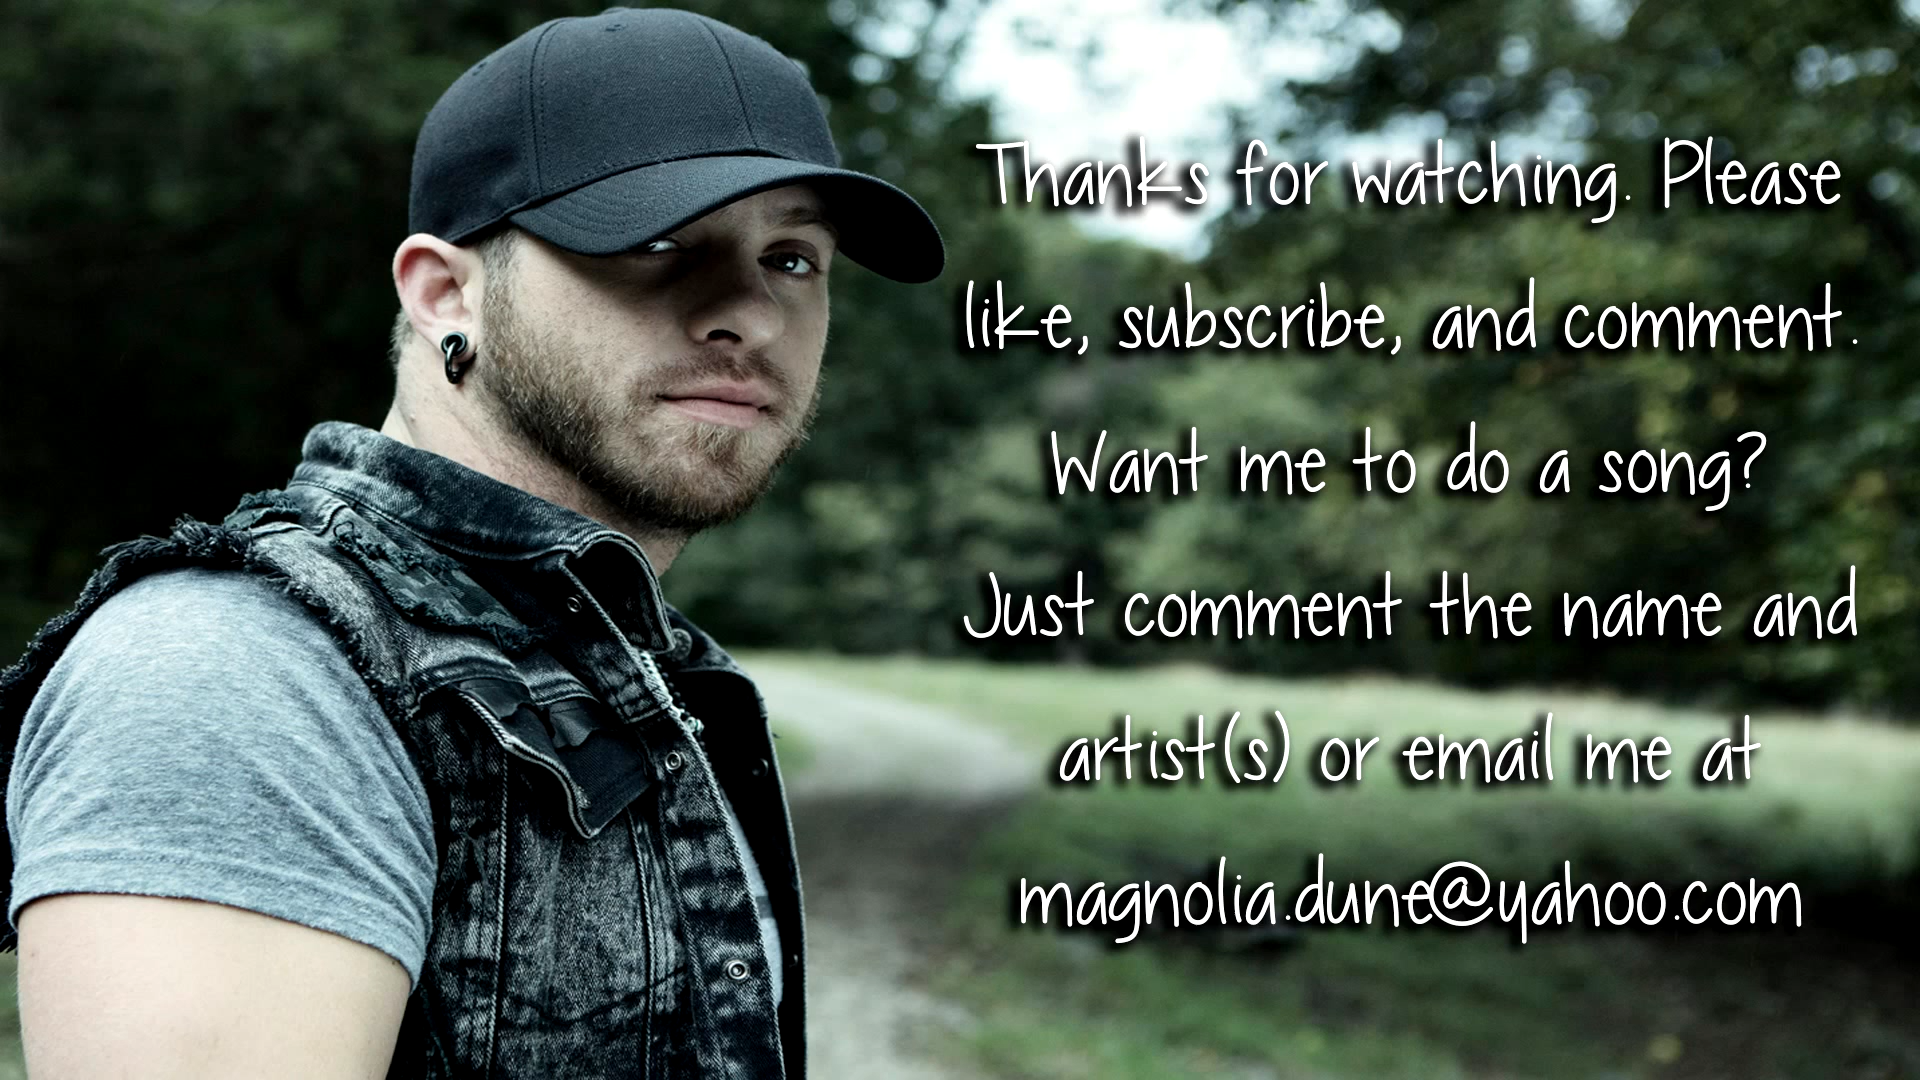 Thanks for watching. Please
like, subscribe, and comment.
Want me to do a song?
Just comment the name and
artist(s) or email me at
magnolia.dune@yahoo.com